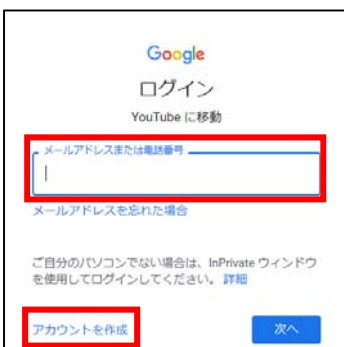 Google
ログイン
YouTube に移動
メールアドレスまたは電話番号
メールアドレスを忘れた場合
ご自分のパソコンでない場合は、InPrivate ウィンドウ
を使用してログインしてください。 詳細
アカウントを作成
次へ